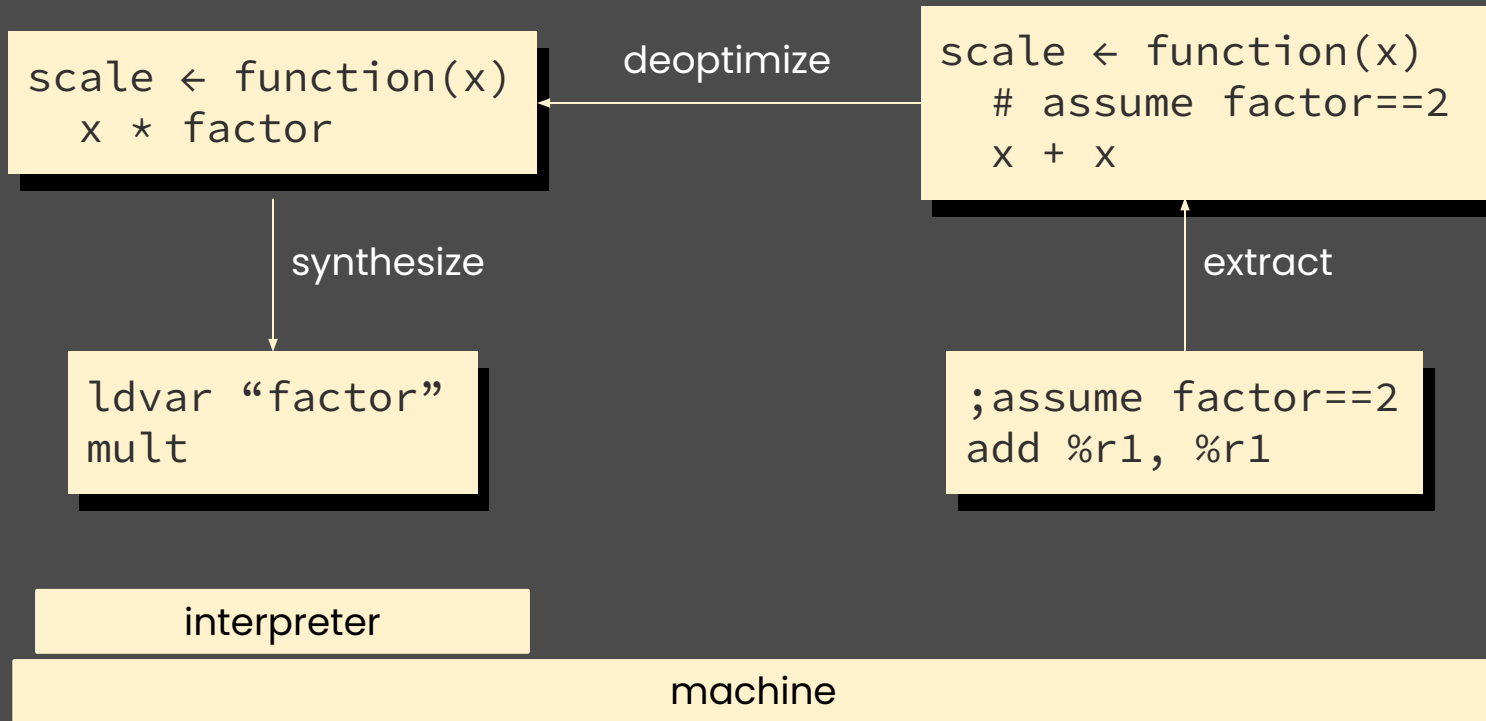 scale ← function(x)
  x * factor
deoptimize
scale ← function(x)
  # assume factor==2
  x + x
synthesize
extract
ldvar “factor”
mult
;assume factor==2
add %r1, %r1
interpreter
machine